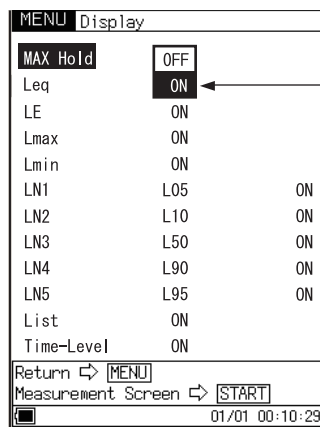 MENU Display
MAX Hold OFF
Leq ON
LE ON
Lmax ON
Lmin ON
LN1 L05 ON
LN2 L10 ON
LN3 L50 ON
LN4 L90 ON
LN5 L95 ON
List ON
Time-Level ON
Return ⇨ MENU
Measurement Screen ⇨ START
01/01 00:10:29